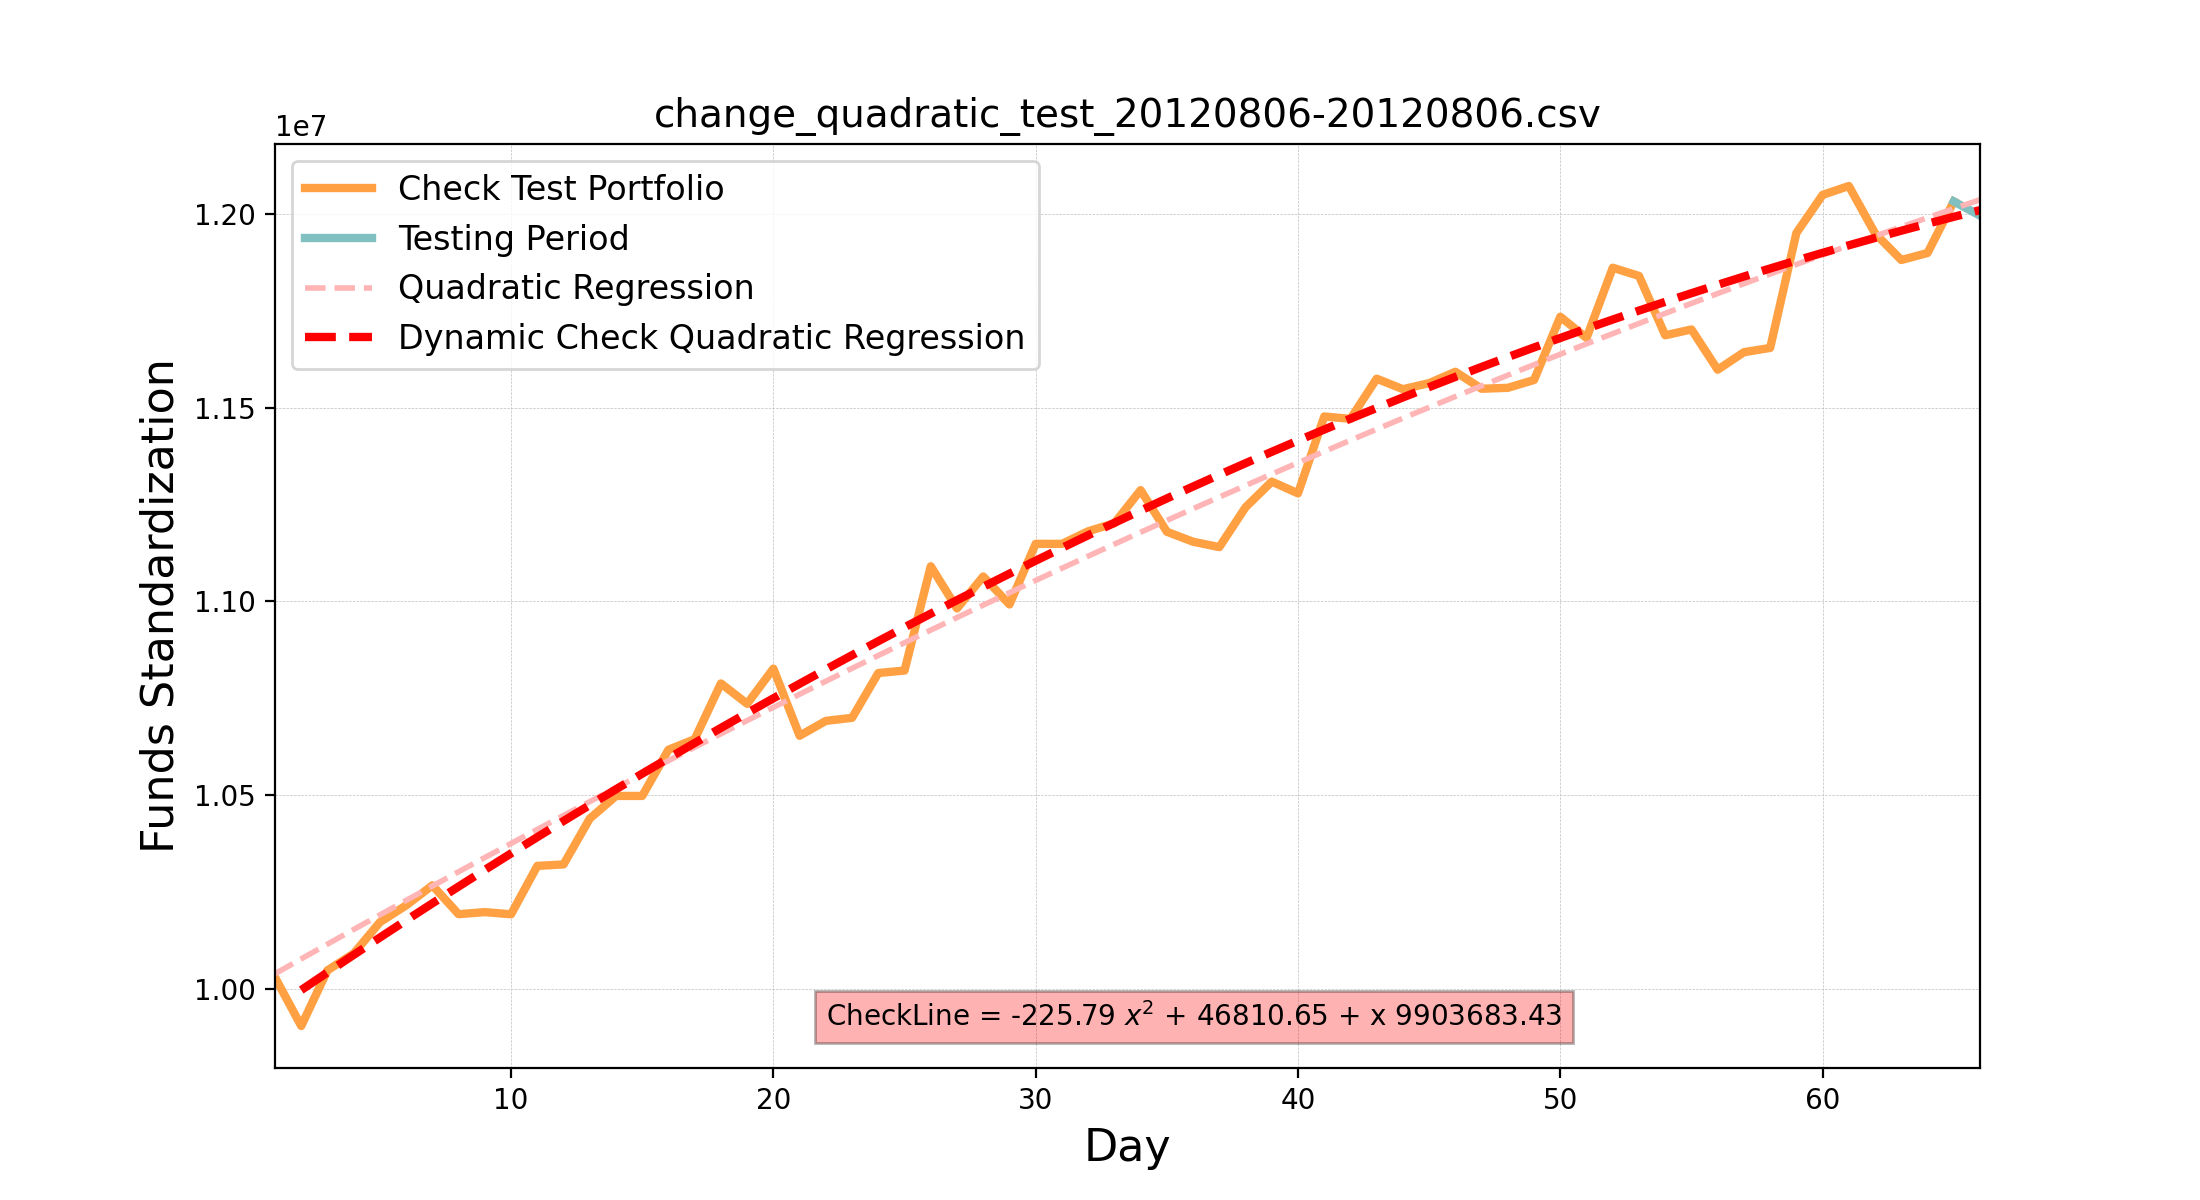 change_quadratic_test_20120806-20120806.csv
1e7
Check Test Portfolio
Testing Period
Quadratic Regression
Dynamic Check Quadratic Regression
1.20
1.15
1.10
1.05
1.00
Funds Standardization
CheckLine = -225.79 x² + 46810.65 + x 9903683.43
10 20 30 40 50 60
Day